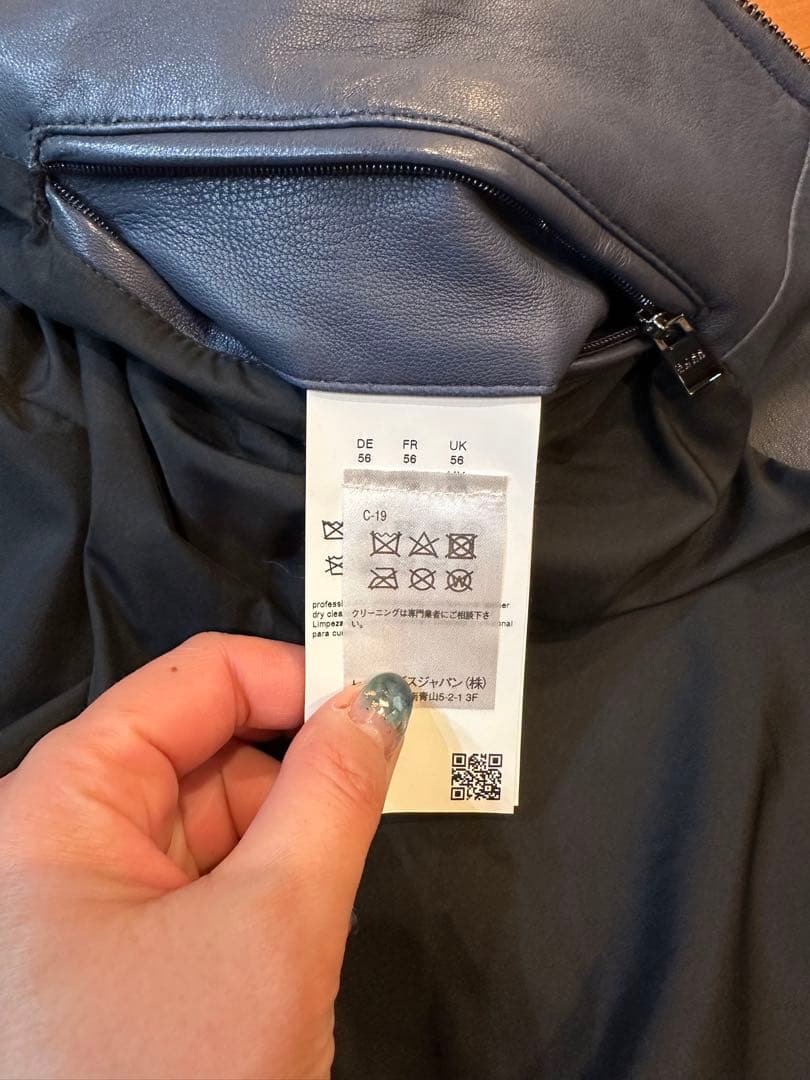 DE FR UK
56 56 56
C-19
professi
dry clea
Limpeza
para cu
クリーニングは専門業者にご相談下さ
い。
スジャパン(株)
青山5-2-1 3F